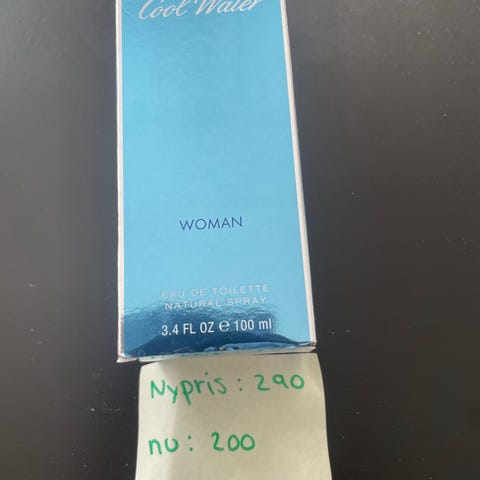 Cool Water
WOMAN
EAU DE TOILETTE
NATURAL SPRAY
3.4 FL OZ ℮ 100 ml
Nypris: 290
nu: 200